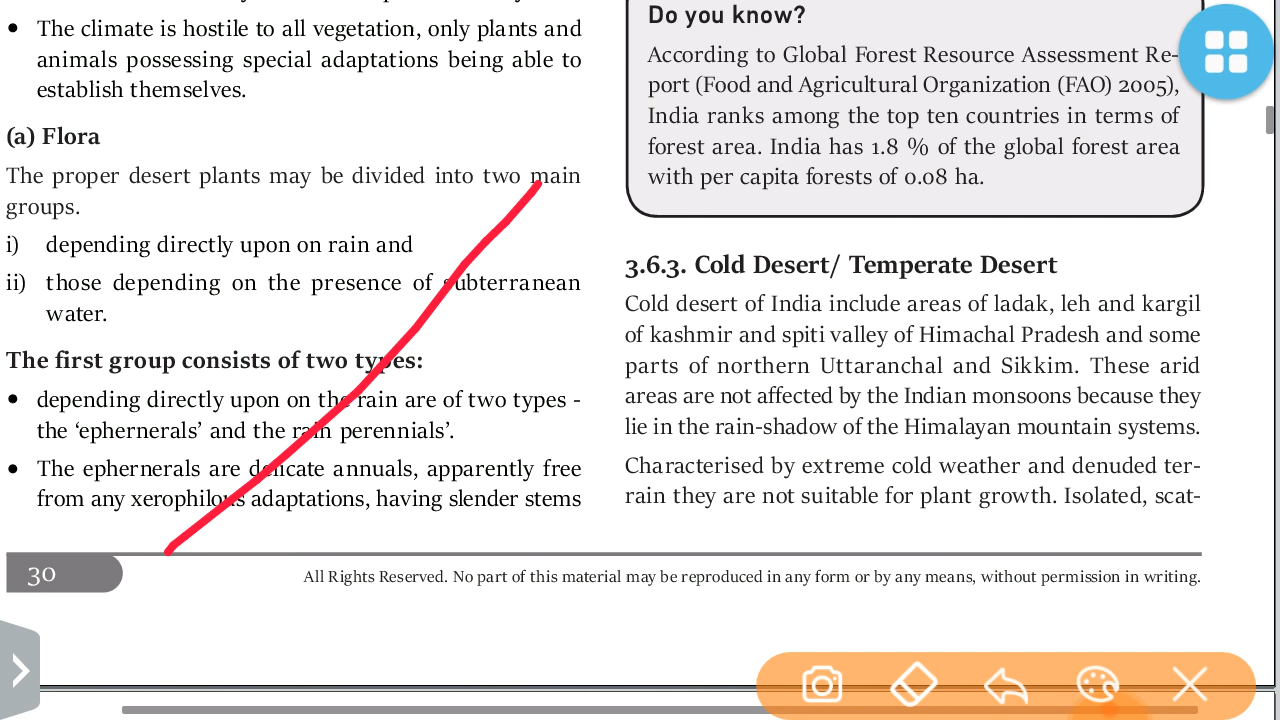 • The climate is hostile to all vegetation, only plants and
animals possessing special adaptations being able to
establish themselves.
(a) Flora
The proper desert plants may be divided into two main
groups.
i) depending directly upon on rain and
ii) those depending on the presence of subterranean
water.
The first group consists of two types:
• depending directly upon on the rain are of two types -
the ‘ephernerals’ and the rain perennials’.
• The ephernerals are delicate annuals, apparently free
from any xerophilous adaptations, having slender stems
Do you know?
According to Global Forest Resource Assessment Re-
port (Food and Agricultural Organization (FAO) 2005),
India ranks among the top ten countries in terms of
forest area. India has 1.8 % of the global forest area
with per capita forests of 0.08 ha.
3.6.3. Cold Desert/ Temperate Desert
Cold desert of India include areas of ladak, leh and kargil
of kashmir and spiti valley of Himachal Pradesh and some
parts of northern Uttaranchal and Sikkim. These arid
areas are not affected by the Indian monsoons because they
lie in the rain-shadow of the Himalayan mountain systems.
Characterised by extreme cold weather and denuded ter-
rain they are not suitable for plant growth. Isolated, scat-
30
All Rights Reserved. No part of this material may be reproduced in any form or by any means, without permission in writing.